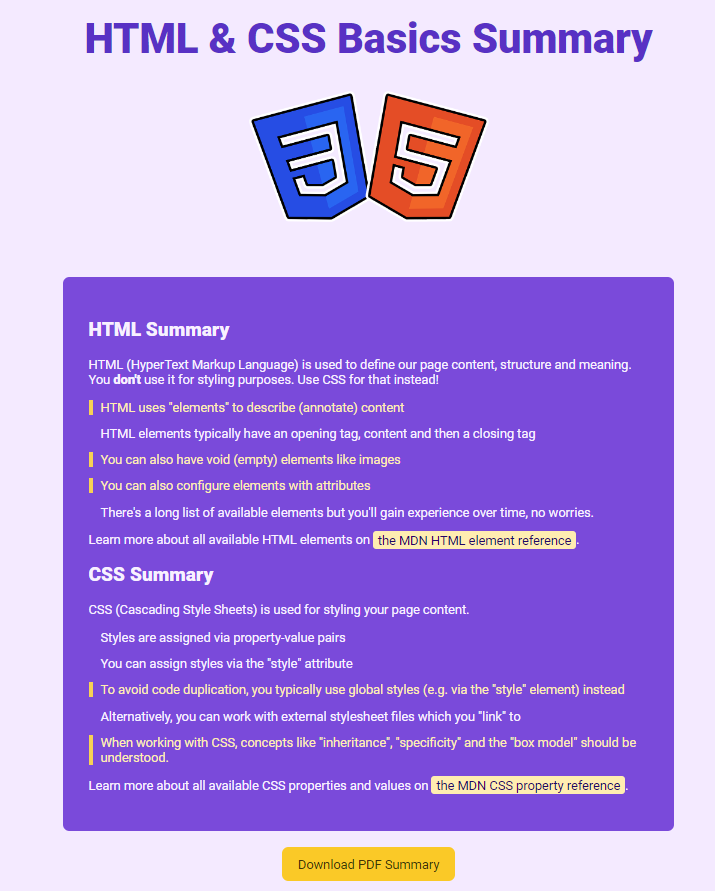 HTML & CSS Basics Summary
3 5
HTML Summary
HTML (HyperText Markup Language) is used to define our page content, structure and meaning.
You don't use it for styling purposes. Use CSS for that instead!
HTML uses "elements" to describe (annotate) content
HTML elements typically have an opening tag, content and then a closing tag
You can also have void (empty) elements like images
You can also configure elements with attributes
There's a long list of available elements but you'll gain experience over time, no worries.
Learn more about all available HTML elements on the MDN HTML element reference.
CSS Summary
CSS (Cascading Style Sheets) is used for styling your page content.
Styles are assigned via property-value pairs
You can assign styles via the "style" attribute
To avoid code duplication, you typically use global styles (e.g. via the "style" element) instead
Alternatively, you can work with external stylesheet files which you "link" to
When working with CSS, concepts like "inheritance", "specificity" and the "box model" should be
understood.
Learn more about all available CSS properties and values on the MDN CSS property reference.
Download PDF Summary